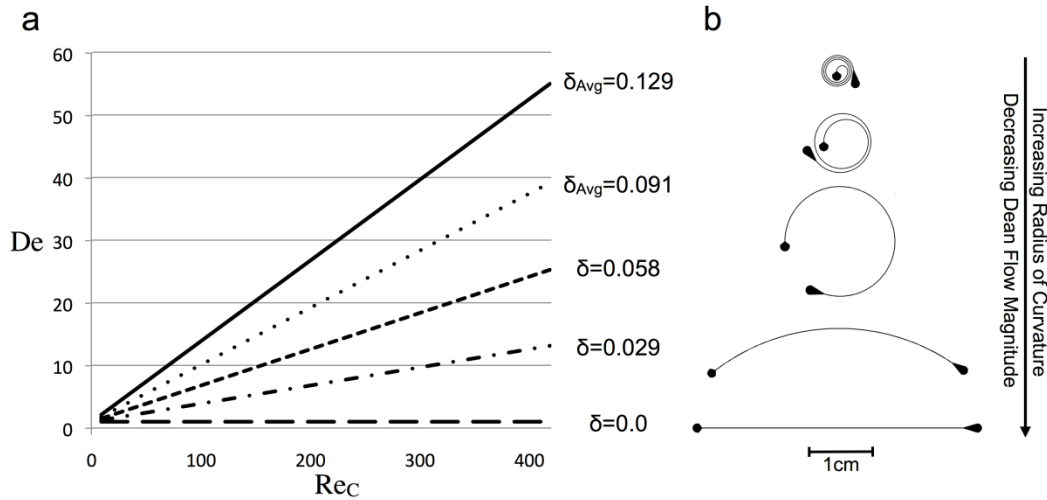 a
60
50
40
30
20
10
0
De
0
100
200
300
400
Re_C
δ_Avg=0.129
δ_Avg=0.091
δ=0.058
δ=0.029
δ=0.0
b
1cm
Increasing Radius of Curvature
Decreasing Dean Flow Magnitude